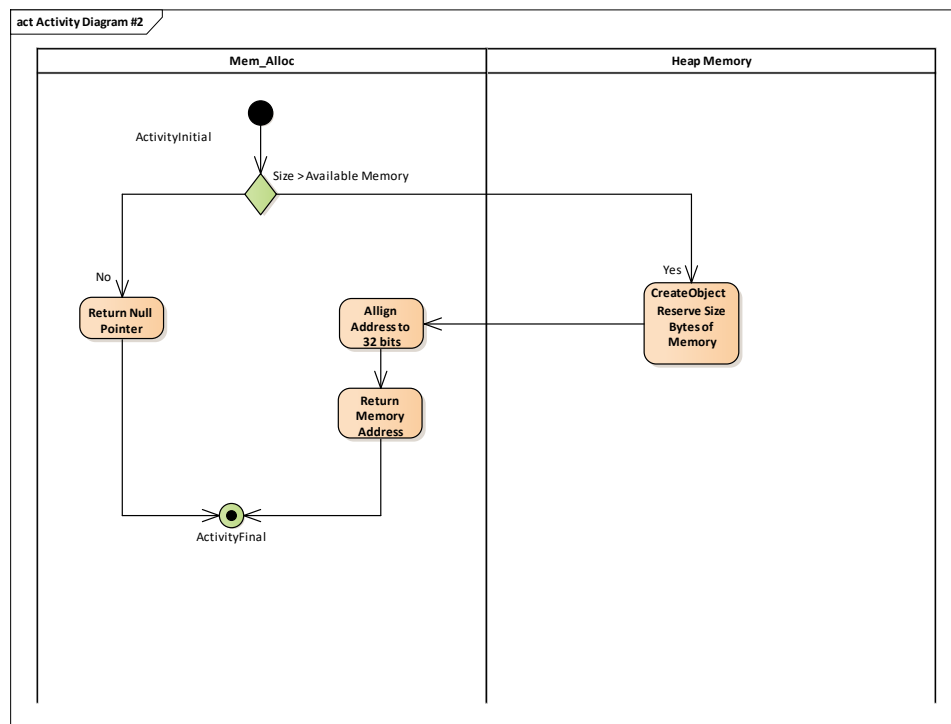 act Activity Diagram #2
Mem_Alloc
Heap Memory
ActivityInitial
Size >Available Memory
No
Yes
Return Null
Pointer
Allign
Address to
32 bits
CreateObject
Reserve Size
Bytes of
Memory
Return
Memory
Address
ActivityFinal